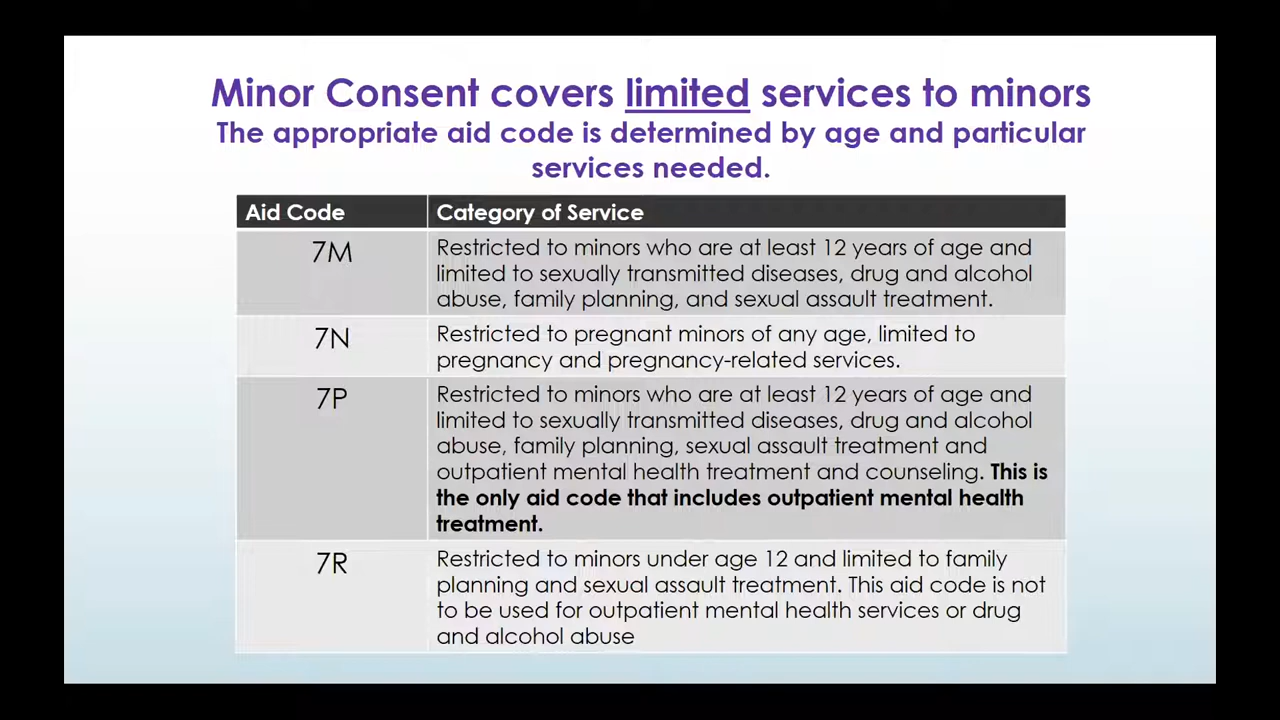 Minor Consent covers limited services to minors
The appropriate aid code is determined by age and particular
services needed.
Aid Code
Category of Service
7M
Restricted to minors who are at least 12 years of age and
limited to sexually transmitted diseases, drug and alcohol
abuse, family planning, and sexual assault treatment.
7N
Restricted to pregnant minors of any age, limited to
pregnancy and pregnancy-related services.
7P
Restricted to minors who are at least 12 years of age and
limited to sexually transmitted diseases, drug and alcohol
abuse, family planning, sexual assault treatment and
outpatient mental health treatment and counseling. This is
the only aid code that includes outpatient mental health
treatment.
7R
Restricted to minors under age 12 and limited to family
planning and sexual assault treatment. This aid code is not
to be used for outpatient mental health services or drug
and alcohol abuse